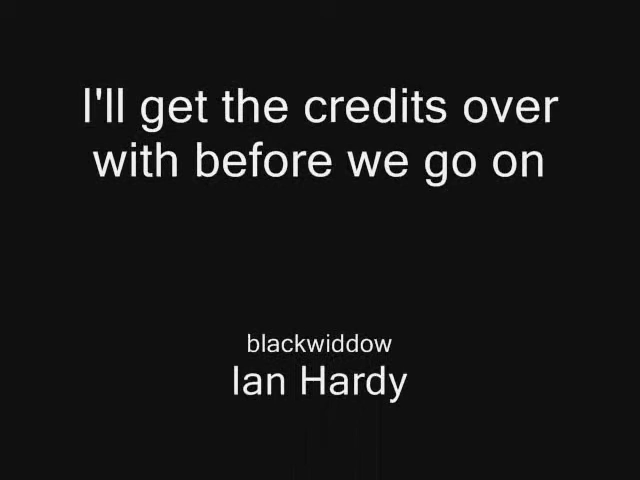 I'll get the credits over
with before we go on
blackwiddow
Ian Hardy